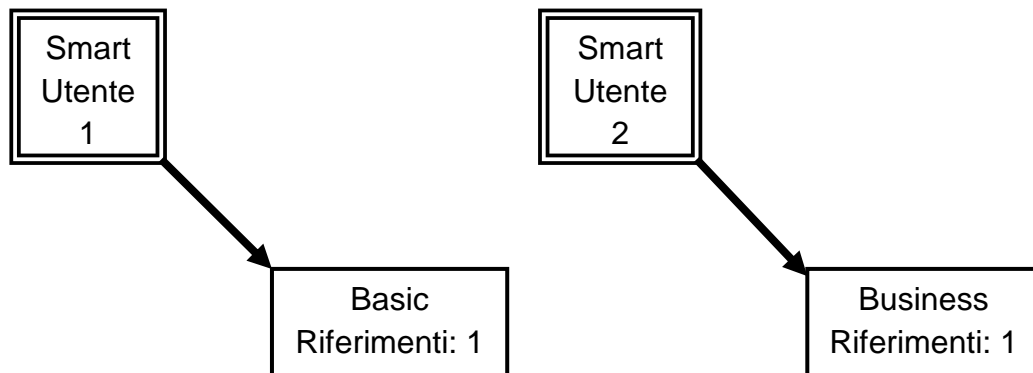 Smart
Utente
1
Smart
Utente
2
Basic
Riferimenti: 1
Business
Riferimenti: 1